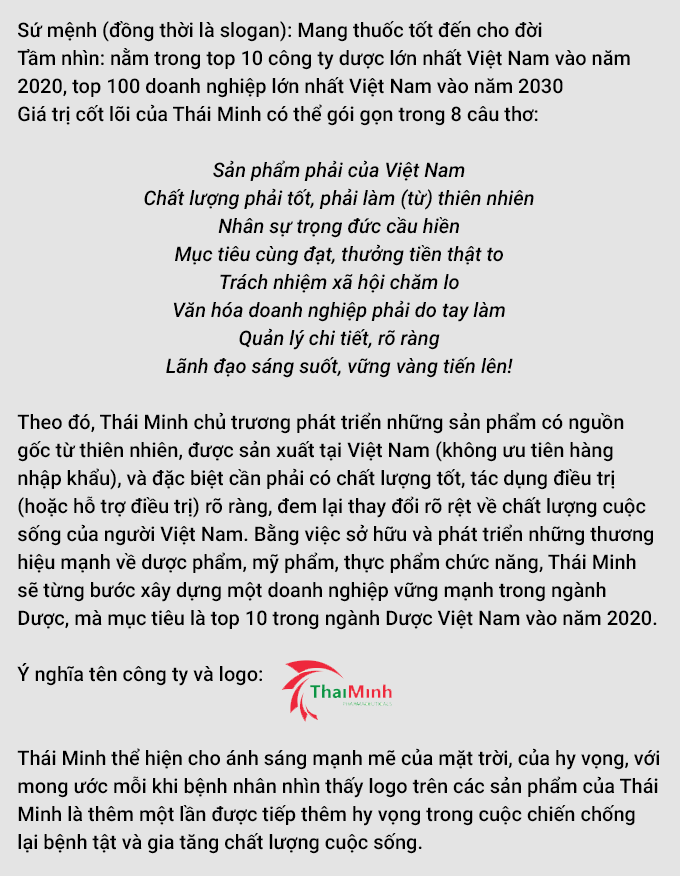 Sứ mệnh (đồng thời là slogan): Mang thuốc tốt đến cho đời
Tầm nhìn: nằm trong top 10 công ty dược lớn nhất Việt Nam vào năm
2020, top 100 doanh nghiệp lớn nhất Việt Nam vào năm 2030
Giá trị cốt lõi của Thái Minh có thể gói gọn trong 8 câu thơ:
Sản phẩm phải của Việt Nam
Chất lượng phải tốt, phải làm (từ) thiên nhiên
Nhân sự trọng đức cầu hiền
Mục tiêu cùng đạt, thưởng tiền thật to
Trách nhiệm xã hội chăm lo
Văn hóa doanh nghiệp phải do tay làm
Quản lý chi tiết, rõ ràng
Lãnh đạo sáng suốt, vững vàng tiến lên!
Theo đó, Thái Minh chủ trương phát triển những sản phẩm có nguồn
gốc từ thiên nhiên, được sản xuất tại Việt Nam (không ưu tiên hàng
nhập khẩu), và đặc biệt cần phải có chất lượng tốt, tác dụng điều trị
(hoặc hỗ trợ điều trị) rõ ràng, đem lại thay đổi rõ rệt về chất lượng cuộc
sống của người Việt Nam. Bằng việc sở hữu và phát triển những thương
hiệu mạnh về dược phẩm, mỹ phẩm, thực phẩm chức năng, Thái Minh
sẽ từng bước xây dựng một doanh nghiệp vững mạnh trong ngành
Dược, mà mục tiêu là top 10 trong ngành Dược Việt Nam vào năm 2020.
Ý nghĩa tên công ty và logo:
ThaiMinh
PHARMACEUTICALS
Thái Minh thể hiện cho ánh sáng mạnh mẽ của mặt trời, của hy vọng, với
mong ước mỗi khi bệnh nhân nhìn thấy logo trên các sản phẩm của Thái
Minh là thêm một lần được tiếp thêm hy vọng trong cuộc chiến chống
lại bệnh tật và gia tăng chất lượng cuộc sống.